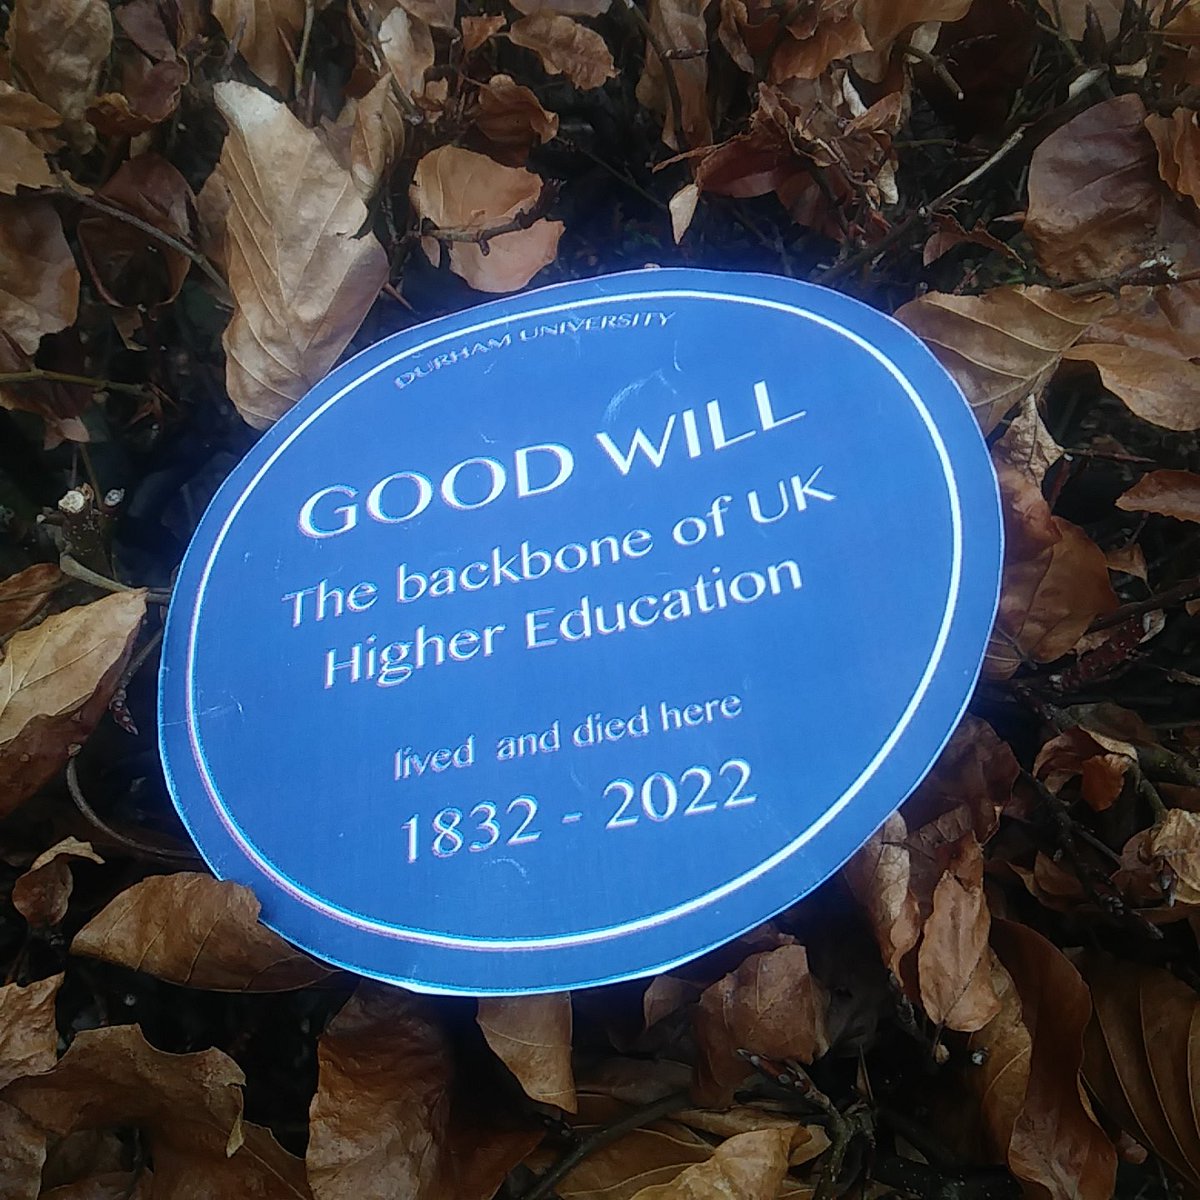 DURHAM UNIVERSITY
GOOD WILL
The backbone of UK
Higher Education
lived and died here
1832 - 2022